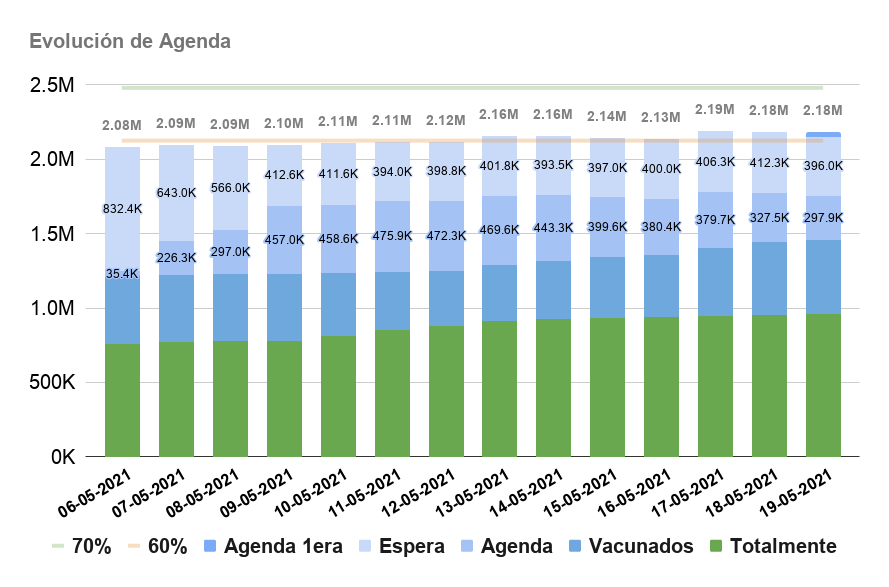 Evolución de Agenda
2.5M
2.0M
1.5M
1.0M
500K
0K
2.08M 2.09M 2.09M 2.10M 2.11M 2.11M 2.12M 2.16M 2.16M 2.14M 2.13M 2.19M 2.18M 2.18M
832.4K 643.0K 566.0K 412.6K 411.6K 394.0K 398.8K 401.8K 393.5K 397.0K 400.0K 406.3K 412.3K 396.0K
35.4K 226.3K 297.0K 457.0K 458.6K 475.9K 472.3K 469.6K 443.3K 399.6K 380.4K 379.7K 327.5K 297.9K
06-05-2021 07-05-2021 08-05-2021 09-05-2021 10-05-2021 11-05-2021 12-05-2021 13-05-2021 14-05-2021 15-05-2021 16-05-2021 17-05-2021 18-05-2021 19-05-2021
70% 60% Agenda 1era Espera Agenda Vacunados Totalmente